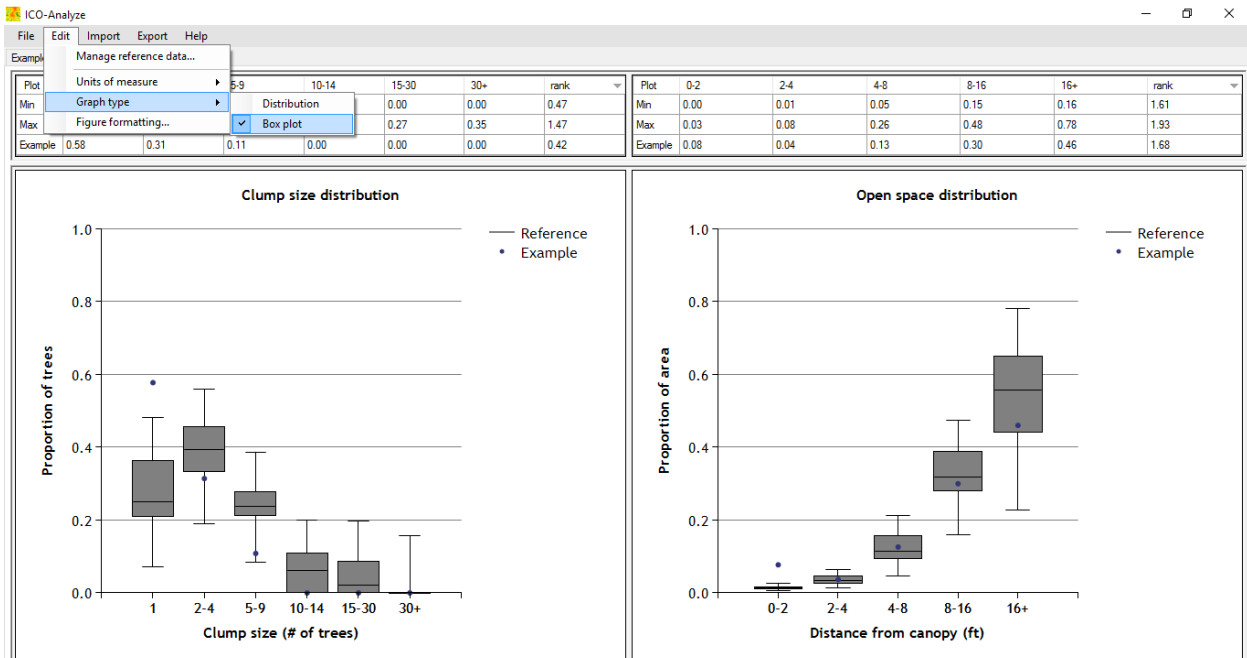 ICO-Analyze
File Edit Import Export Help
Exampl
Manage reference data...
Units of measure
Graph type
Figure formatting...
Distribution
Box plot
Plot 5-9 10-14 15-30 30+ rank
Min 0.00 0.00 0.47
Max 0.27 0.35 1.47
Example 0.58 0.31 0.11 0.00 0.00 0.00 0.42
Plot 0-2 2-4 4-8 8-16 16+ rank
Min 0.00 0.01 0.05 0.15 0.16 1.61
Max 0.03 0.08 0.26 0.48 0.78 1.93
Example 0.08 0.04 0.13 0.30 0.46 1.68
Clump size distribution
Reference
Example
1.0
0.8
0.6
0.4
0.2
0.0
Proportion of trees
1 2-4 5-9 10-14 15-30 30+
Clump size (# of trees)
Open space distribution
Reference
Example
1.0
0.8
0.6
0.4
0.2
0.0
Proportion of area
0-2 2-4 4-8 8-16 16+
Distance from canopy (ft)